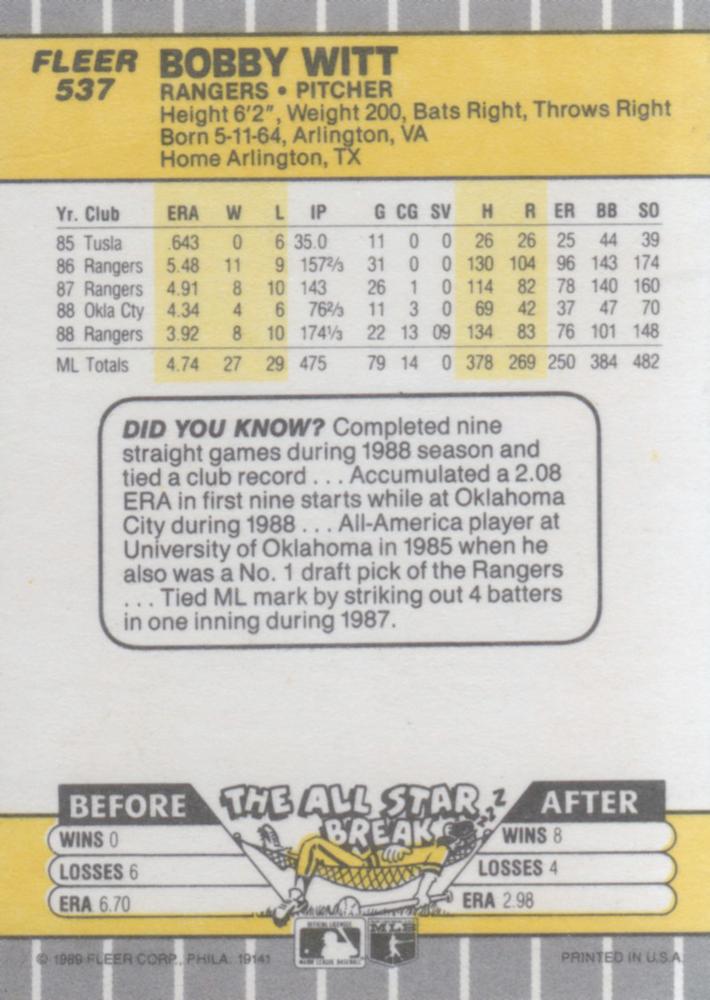 FLEER
537
BOBBY WITT
RANGERS • PITCHER
Height 6'2", Weight 200, Bats Right, Throws Right
Born 5-11-64, Arlington, VA
Home Arlington, TX
Yr. Club ERA W L IP G CG SV H R ER BB SO
85 Tusla .643 0 6 35.0 11 0 0 26 26 25 44 39
86 Rangers 5.48 11 9 157⅔ 31 0 0 130 104 96 143 174
87 Rangers 4.91 8 10 143 26 1 0 114 82 78 140 160
88 Okla Cty 4.34 4 6 76⅔ 11 3 0 69 42 37 47 70
88 Rangers 3.92 8 10 174⅓ 22 13 09 134 83 76 101 148
ML Totals 4.74 27 29 475 79 14 0 378 269 250 384 482
DID YOU KNOW? Completed nine
straight games during 1988 season and
tied a club record . . . Accumulated a 2.08
ERA in first nine starts while at Oklahoma
City during 1988 . . . All-America player at
University of Oklahoma in 1985 when he
also was a No. 1 draft pick of the Rangers
. . . Tied ML mark by striking out 4 batters
in one inning during 1987.
BEFORE
THE ALL STAR
BREAK
ZZZZ
AFTER
WINS 0
LOSSES 6
ERA 6.70
WINS 8
LOSSES 4
ERA 2.98
OFFICIAL LICENSEE
MAJOR LEAGUE BASEBALL
© 1989 FLEER CORP., PHILA. 19141
PRINTED IN U.S.A.